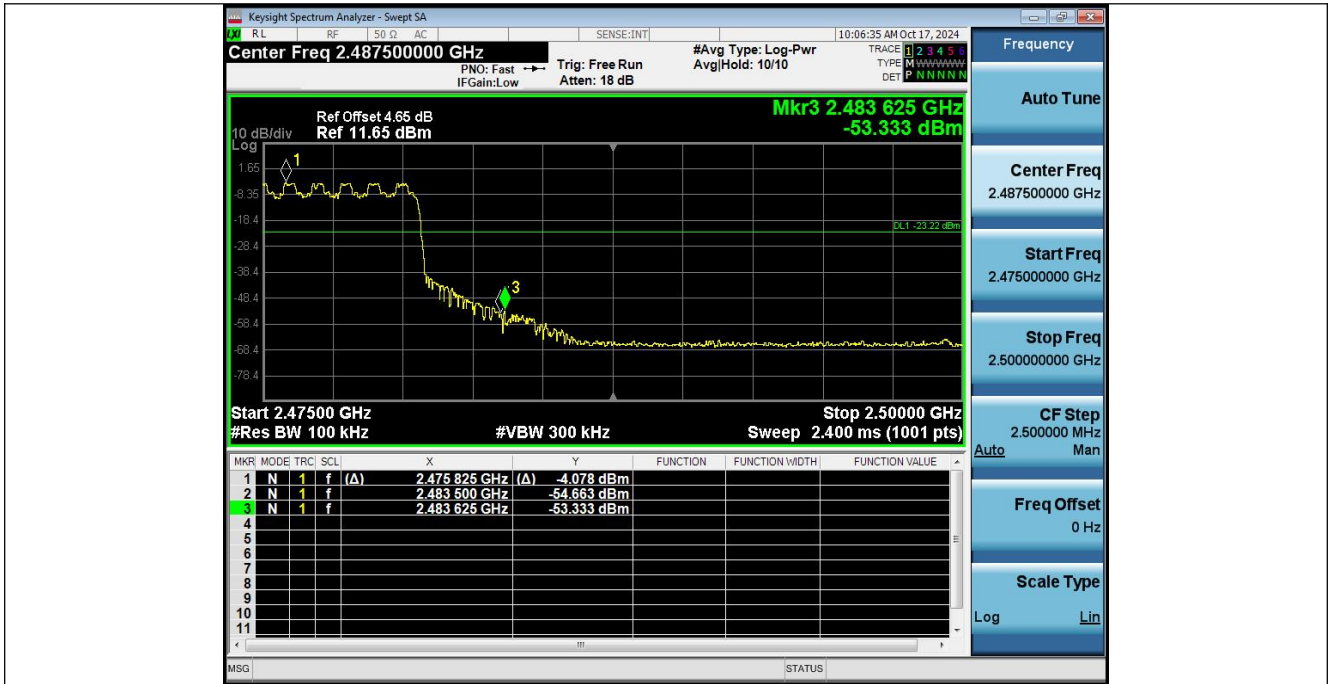 Keysight Spectrum Analyzer - Swept SA
LXI RL RF 50 Ω AC SENSE:INT 10:06:35 AM Oct 17, 2024
Center Freq 2.487500000 GHz
PNO: Fast
IFGain:Low
Trig: Free Run
Atten: 18 dB
#Avg Type: Log-Pwr
Avg|Hold: 10/10
TRACE 1 2 3 4 5 6
TYPE M WWWWW
DET P N N N N N
Mkr3 2.483 625 GHz
-53.333 dBm
Ref Offset 4.65 dB
10 dB/div Ref 11.65 dBm
Log
1.65
-8.35
-18.4
-28.4
-38.4
-48.4
-58.4
-68.4
-78.4
1
3
DL1 -23.22 dBm
Start 2.47500 GHz Stop 2.50000 GHz
#Res BW 100 kHz #VBW 300 kHz Sweep 2.400 ms (1001 pts)
MKR MODE TRC SCL X Y FUNCTION FUNCTION WIDTH FUNCTION VALUE
1 N 1 f (Δ) 2.475 825 GHz (Δ) -4.078 dBm
2 N 1 f 2.483 500 GHz -54.663 dBm
3 N 1 f 2.483 625 GHz -53.333 dBm
4
5
6
7
8
9
10
11
MSG STATUS
Frequency
Auto Tune
Center Freq
2.487500000 GHz
Start Freq
2.475000000 GHz
Stop Freq
2.500000000 GHz
CF Step
2.500000 MHz
Auto Man
Freq Offset
0 Hz
Scale Type
Log Lin